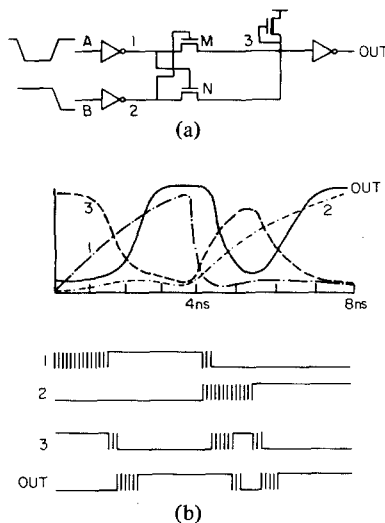 A 1 M 3 OUT
N
B 2
(a)
3 OUT
1 2
4ns 8ns
1
2
3
OUT
(b)